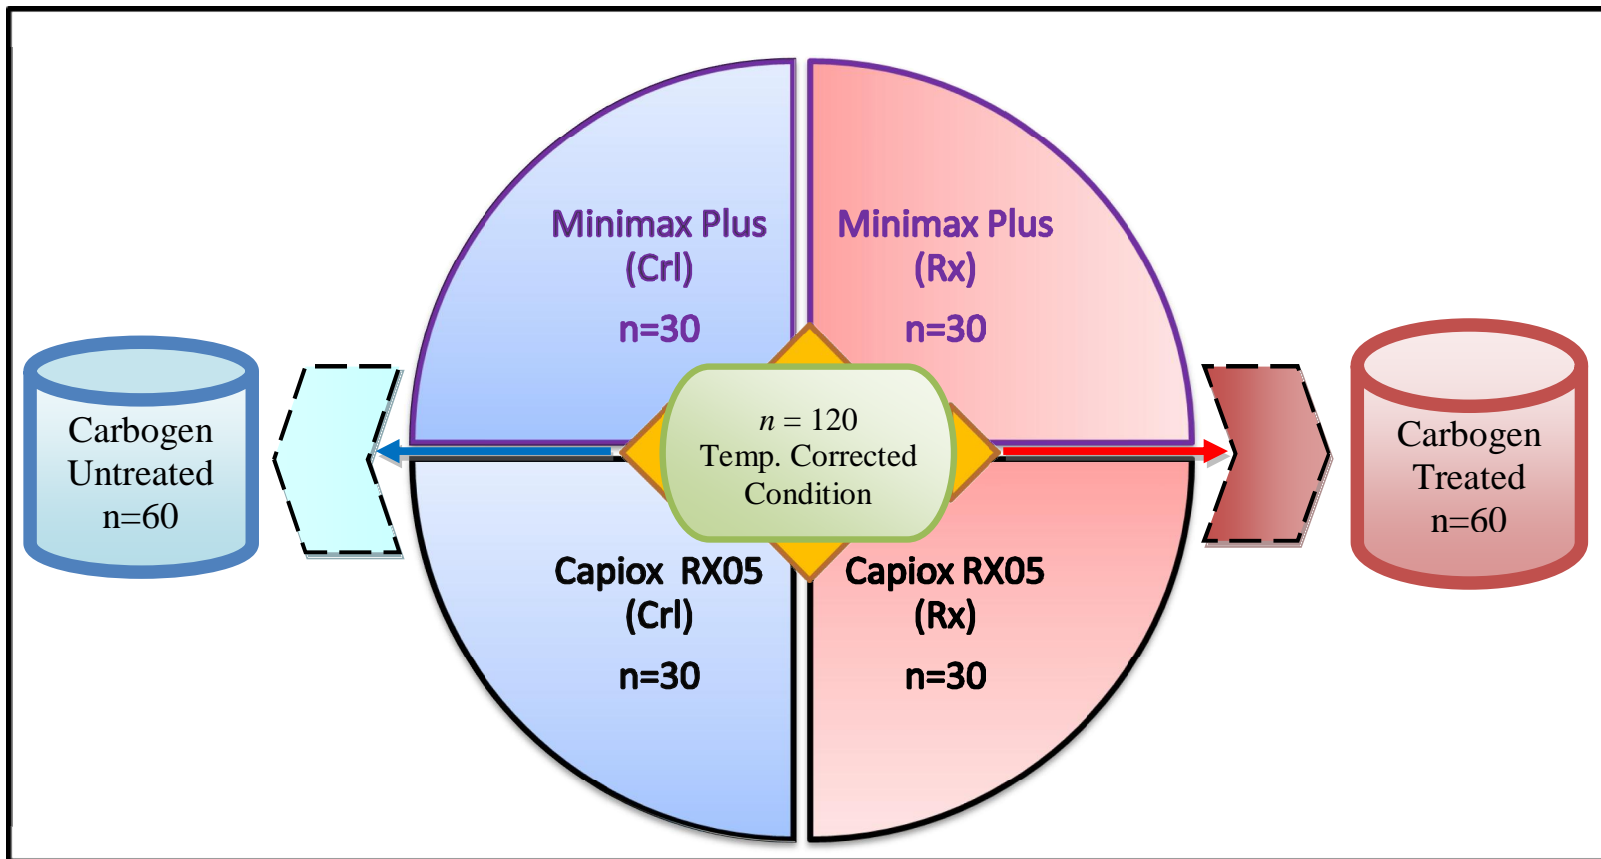 Minimax Plus
(Crl)
n=30
Minimax Plus
(Rx)
n=30
Carbogen
Untreated
n=60
n = 120
Temp. Corrected
Condition
Carbogen
Treated
n=60
Capiox RX05
(Crl)
n=30
Capiox RX05
(Rx)
n=30